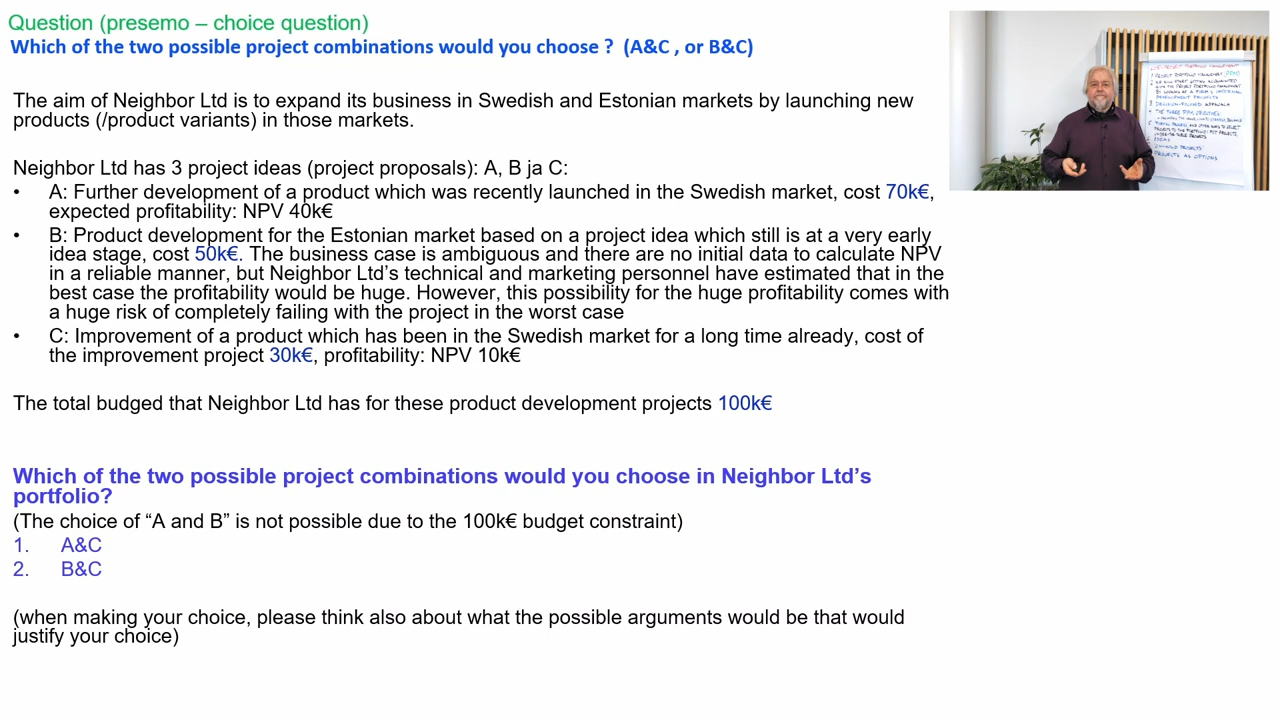 Question (presemo – choice question)
Which of the two possible project combinations would you choose ? (A&C , or B&C)
The aim of Neighbor Ltd is to expand its business in Swedish and Estonian markets by launching new
products (/product variants) in those markets.
Neighbor Ltd has 3 project ideas (project proposals): A, B ja C:
• A: Further development of a product which was recently launched in the Swedish market, cost 70k€,
expected profitability: NPV 40k€
• B: Product development for the Estonian market based on a project idea which still is at a very early
idea stage, cost 50k€. The business case is ambiguous and there are no initial data to calculate NPV
in a reliable manner, but Neighbor Ltd’s technical and marketing personnel have estimated that in the
best case the profitability would be huge. However, this possibility for the huge profitability comes with
a huge risk of completely failing with the project in the worst case
• C: Improvement of a product which has been in the Swedish market for a long time already, cost of
the improvement project 30k€, profitability: NPV 10k€
The total budged that Neighbor Ltd has for these product development projects 100k€
Which of the two possible project combinations would you choose in Neighbor Ltd’s
portfolio?
(The choice of “A and B” is not possible due to the 100k€ budget constraint)
1. A&C
2. B&C
(when making your choice, please think also about what the possible arguments would be that would
justify your choice)
PROJECT PORTFOLIO MANAGEMENT
PROJECTS AS OPTIONS